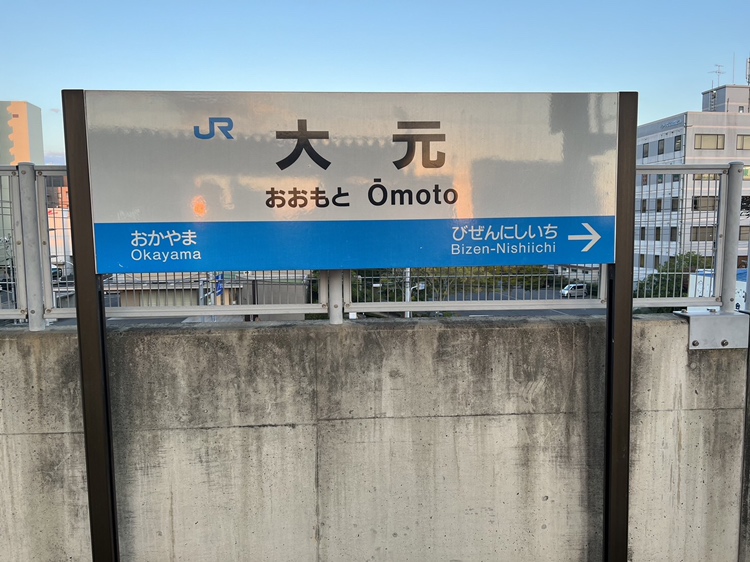 JR 大元
おおもと Ōmoto
おかやま びぜんにしいち →
Okayama Bizen-Nishiichi